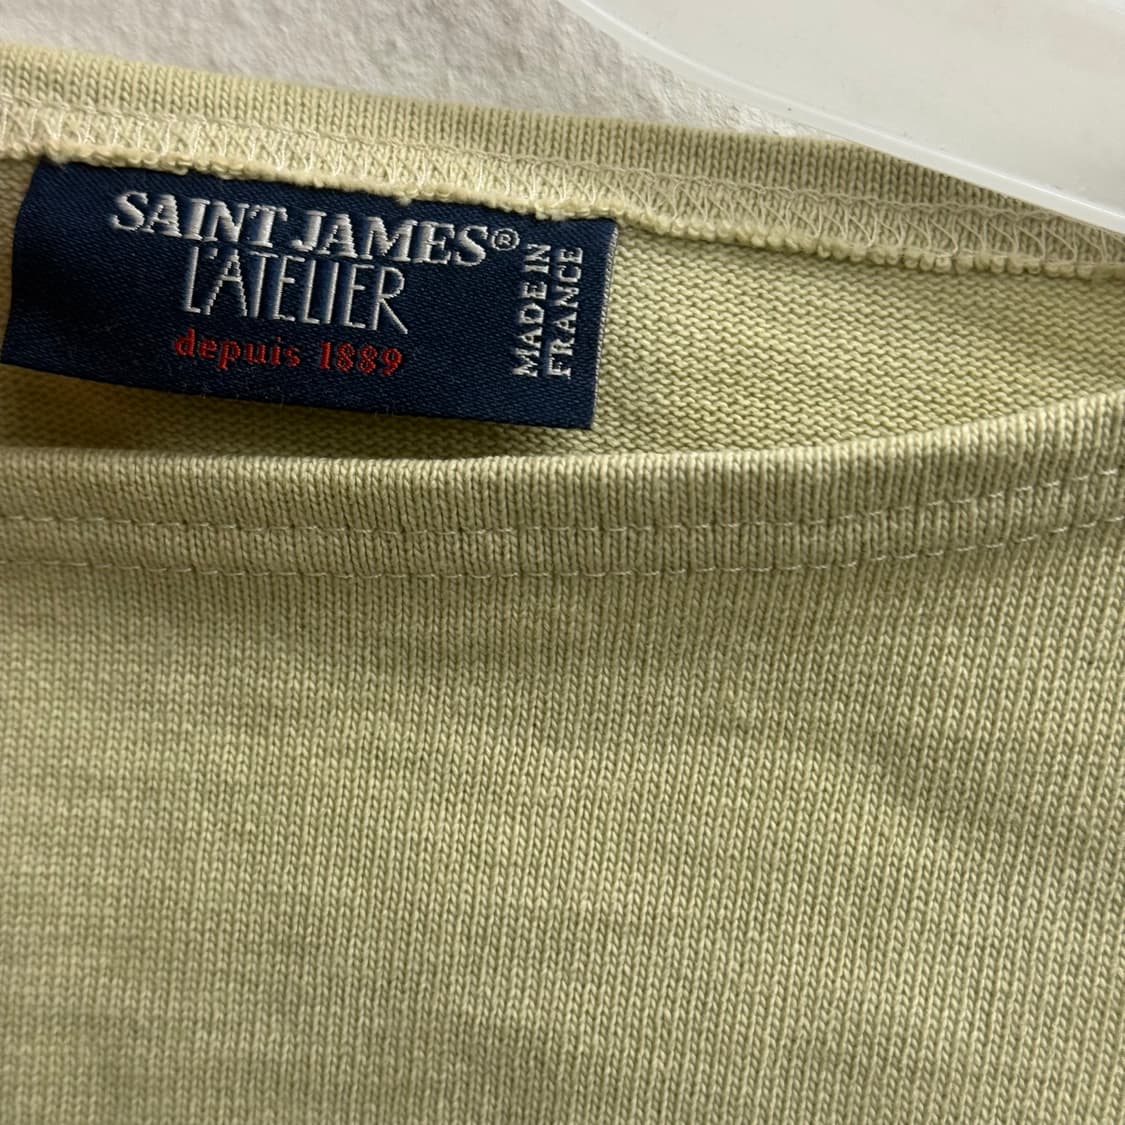 SAINT JAMES®
L'ATELIER
depuis 1889
MADE IN
FRANCE